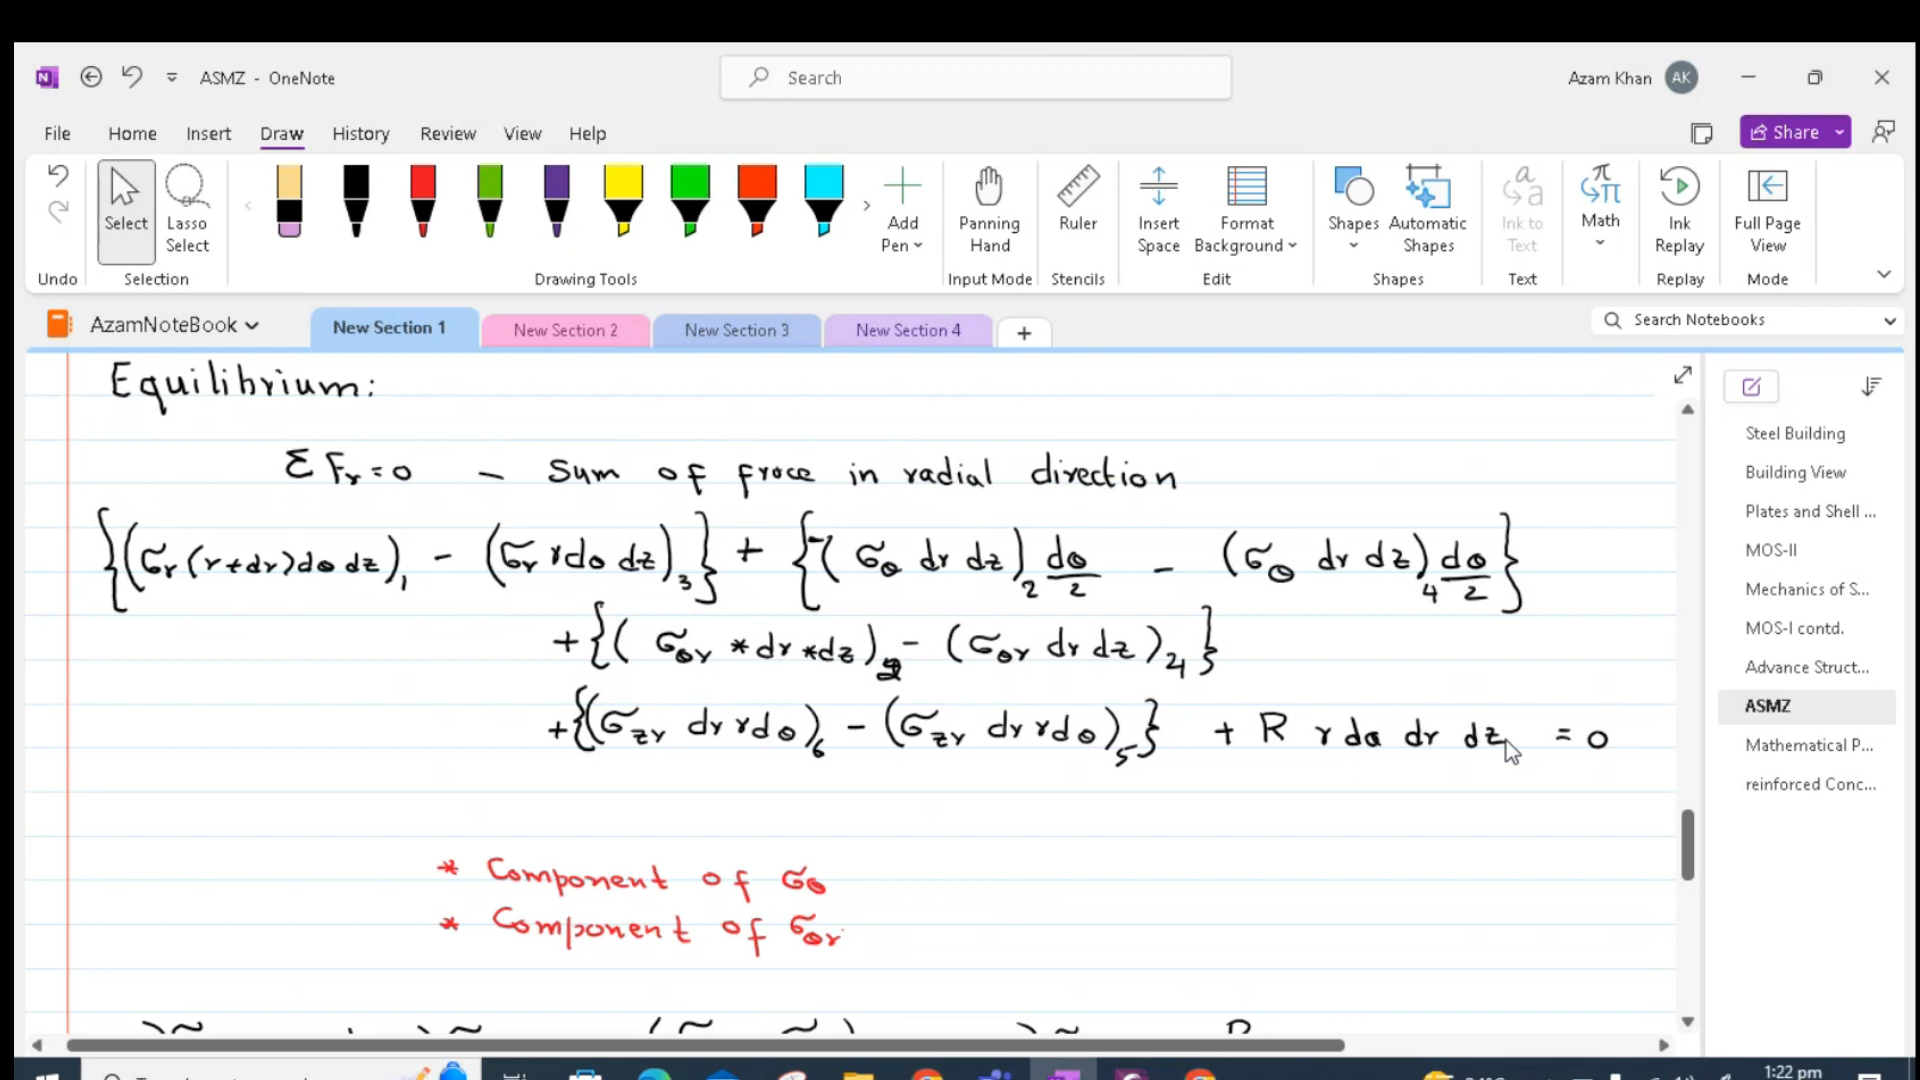 ASMZ - OneNote
Search
Azam Khan AK
File Home Insert Draw History Review View Help
Share
Select
Lasso Select
Add Pen
Panning Hand
Ruler
Insert Space
Format Background
Shapes
Automatic Shapes
Ink to Text
Math
Ink Replay
Full Page View
Undo Selection Drawing Tools Input Mode Stencils Edit Shapes Text Replay Mode
AzamNoteBook New Section 1 New Section 2 New Section 3 New Section 4 + Search Notebooks
Equilibrium:
ΣFr=0 – Sum of froce in radial direction
{(σr(r+dr)dθ dz)1 - (σr rdθ dz)3} + {-(σθ dr dz)2 dθ/2 - (σθ dr dz)4 dθ/2}
+{(σθr *dr *dz)2 - (σθr dr dz)4}
+{(σzr dr rdθ)6 - (σzr dr rdθ)5} + R rdθ dr dz = 0
* Component of σθ
* Component of σθr
Steel Building
Building View
Plates and Shell ...
MOS-II
Mechanics of S...
MOS-I contd.
Advance Struct...
ASMZ
Mathematical P...
reinforced Conc...
1:22 pm